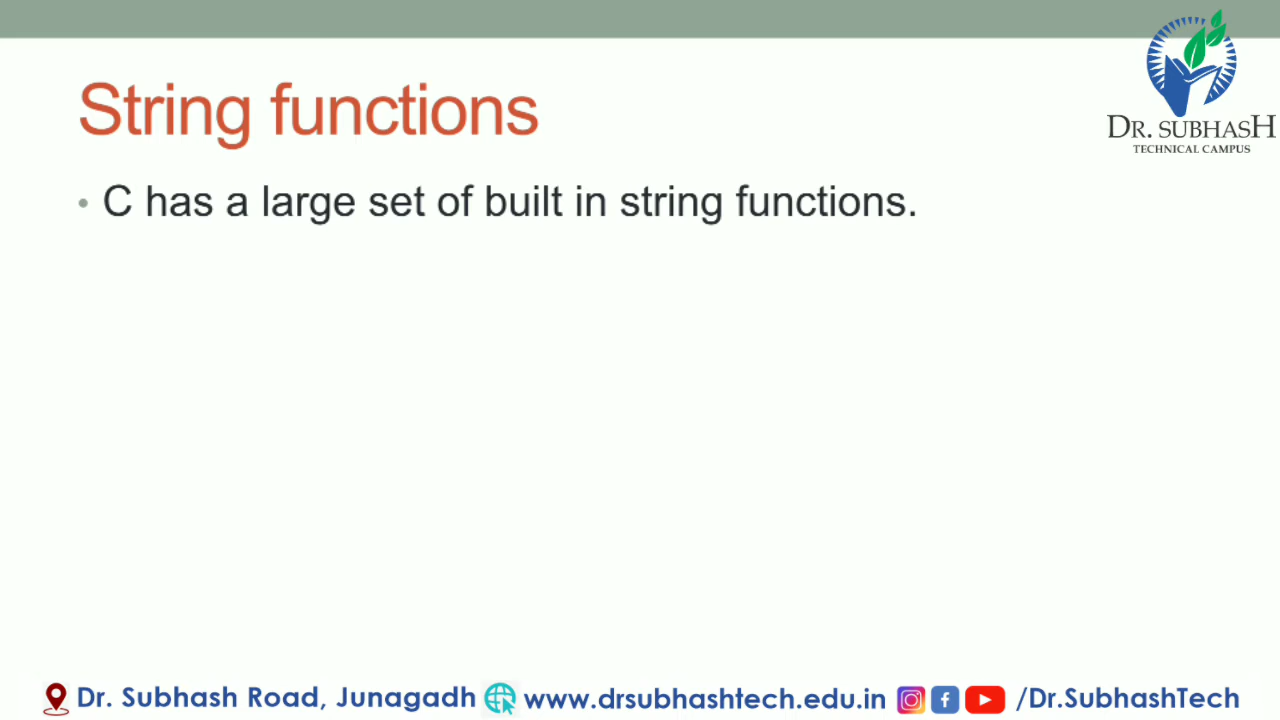 String functions
DR. SUBHASH
TECHNICAL CAMPUS
• C has a large set of built in string functions.
Dr. Subhash Road, Junagadh www.drsubhashtech.edu.in /Dr.SubhashTech